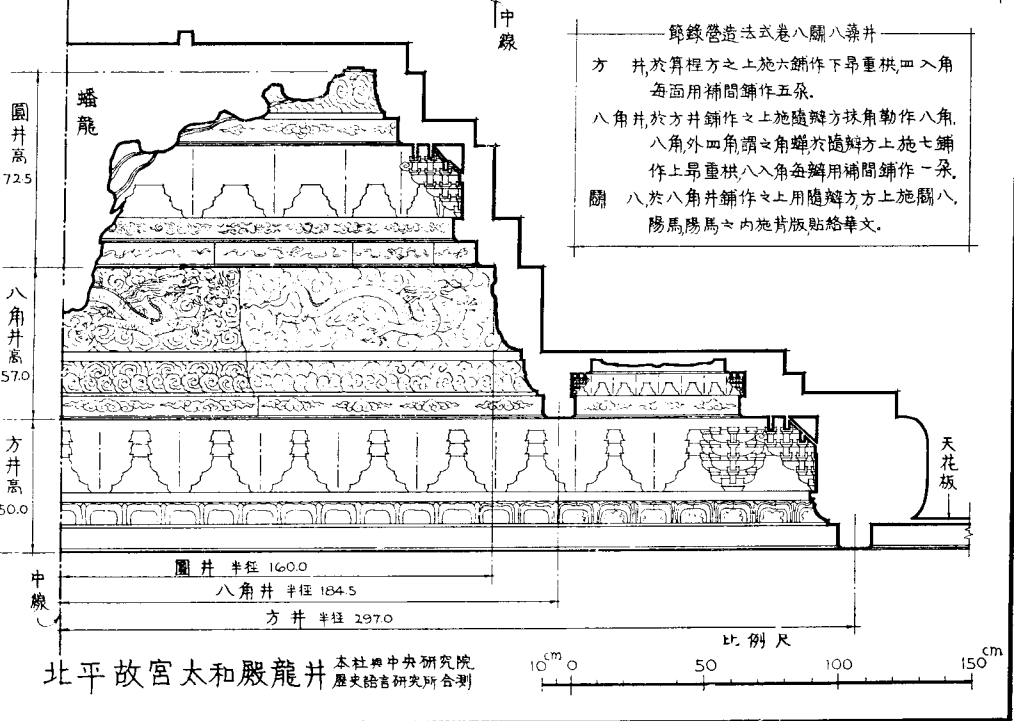 中線
節錄營造法式卷八鬭八藻井
方　井,於算桯方之上施六鋪作下昂重栱,四入角
每面用補間鋪作五朶.
八角井,於方井鋪作之上施隨瓣方抹角勒作八角.
八角外四角,謂之角蟬,於隨瓣方上施七鋪
作上昂重栱,八入角每瓣用補間鋪作一朶.
鬭　八,於八角井鋪作之上用隨瓣方,方上施鬭八.
陽馬,陽馬之內施背版,貼絡華文.
蟠龍
圓井高
72.5
八角井高
57.0
方井高
50.0
天花板
中線
圓井 半径 160.0
八角井 半径 184.5
方井 半径 297.0
比例尺
10 cm 0 50 100 150 cm
北平故宮太和殿龍井
本社與中央研究院
歷史語言研究所合測